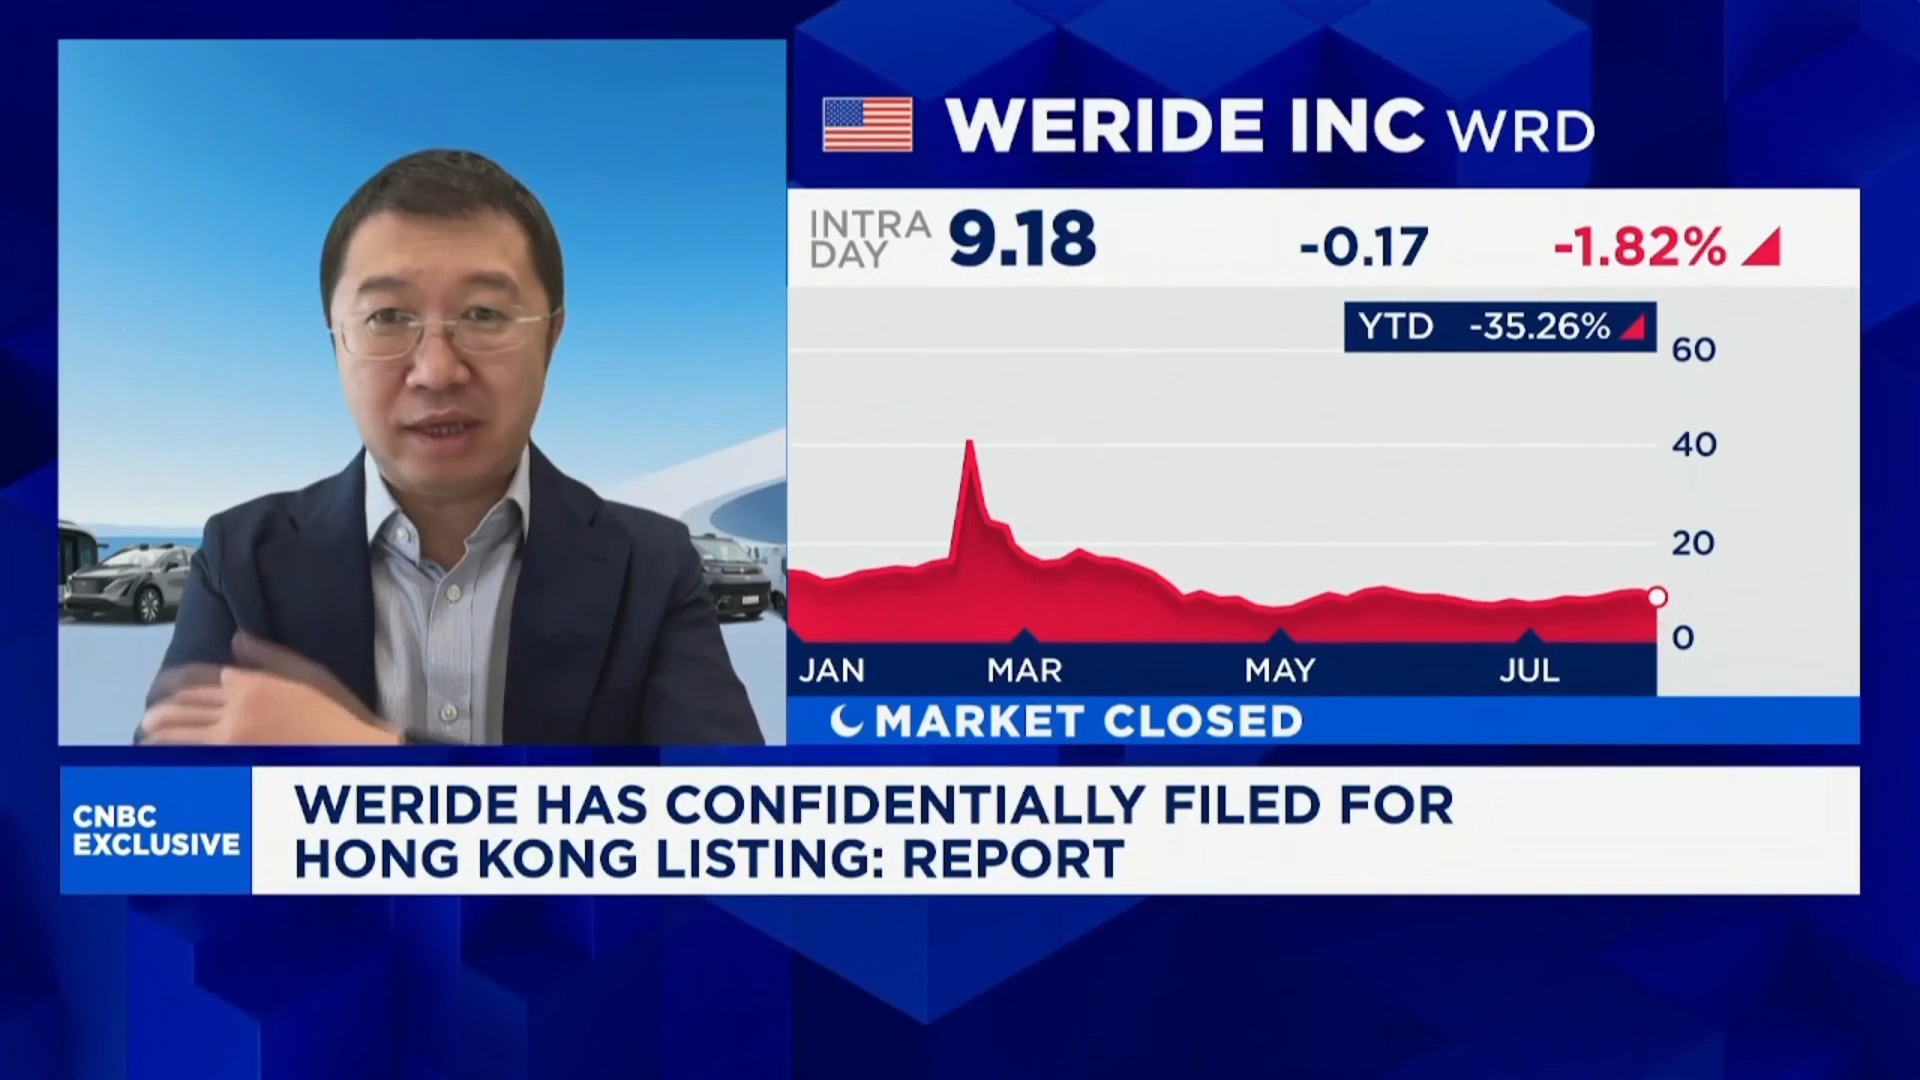 WERIDE INC WRD
INTRA
DAY
9.18 -0.17 -1.82%
YTD -35.26%
60
40
20
0
JAN MAR MAY JUL
MARKET CLOSED
CNBC
EXCLUSIVE
WERIDE HAS CONFIDENTIALLY FILED FOR
HONG KONG LISTING: REPORT